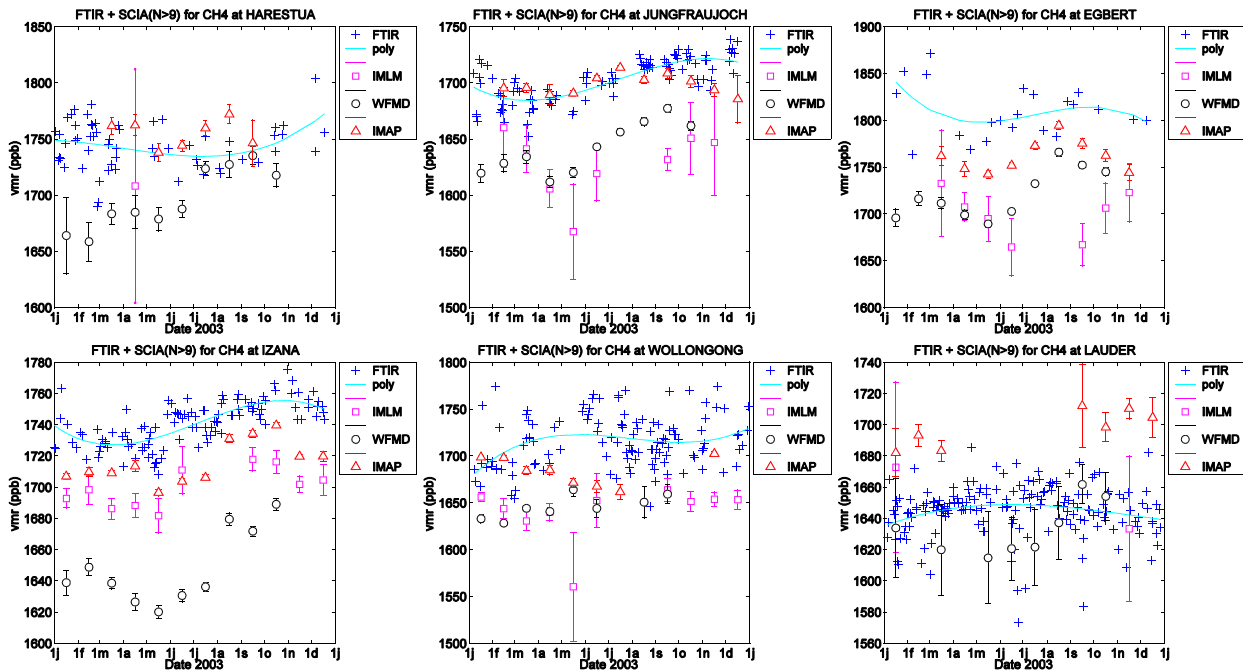 FTIR + SCIA(N>9) for CH4 at HARESTUA
1850
1800
1750
1700
1650
1600
vmr (ppb)
1j 1f 1m 1a 1m 1j 1j 1a 1s 1o 1n 1d 1j
Date 2003
FTIR
poly
IMLM
WFMD
IMAP
FTIR + SCIA(N>9) for CH4 at JUNGFRAUJOCH
1750
1700
1650
1600
1550
1500
vmr (ppb)
1j 1f 1m 1a 1m 1j 1j 1a 1s 1o 1n 1d 1j
Date 2003
FTIR
poly
IMLM
WFMD
IMAP
FTIR + SCIA(N>9) for CH4 at EGBERT
1900
1850
1800
1750
1700
1650
1600
vmr (ppb)
1j 1f 1m 1a 1m 1j 1j 1a 1s 1o 1n 1d 1j
Date 2003
FTIR
poly
IMLM
WFMD
IMAP
FTIR + SCIA(N>9) for CH4 at IZANA
1780
1760
1740
1720
1700
1680
1660
1640
1620
1600
vmr (ppb)
1j 1f 1m 1a 1m 1j 1j 1a 1s 1o 1n 1d 1j
Date 2003
FTIR
poly
IMLM
WFMD
IMAP
FTIR + SCIA(N>9) for CH4 at WOLLONGONG
1800
1750
1700
1650
1600
1550
1500
vmr (ppb)
1j 1f 1m 1a 1m 1j 1j 1a 1s 1o 1n 1d 1j
Date 2003
FTIR
poly
IMLM
WFMD
IMAP
FTIR + SCIA(N>9) for CH4 at LAUDER
1740
1720
1700
1680
1660
1640
1620
1600
1580
1560
vmr (ppb)
1j 1f 1m 1a 1m 1j 1j 1a 1s 1o 1n 1d 1j
Date 2003
FTIR
poly
IMLM
WFMD
IMAP